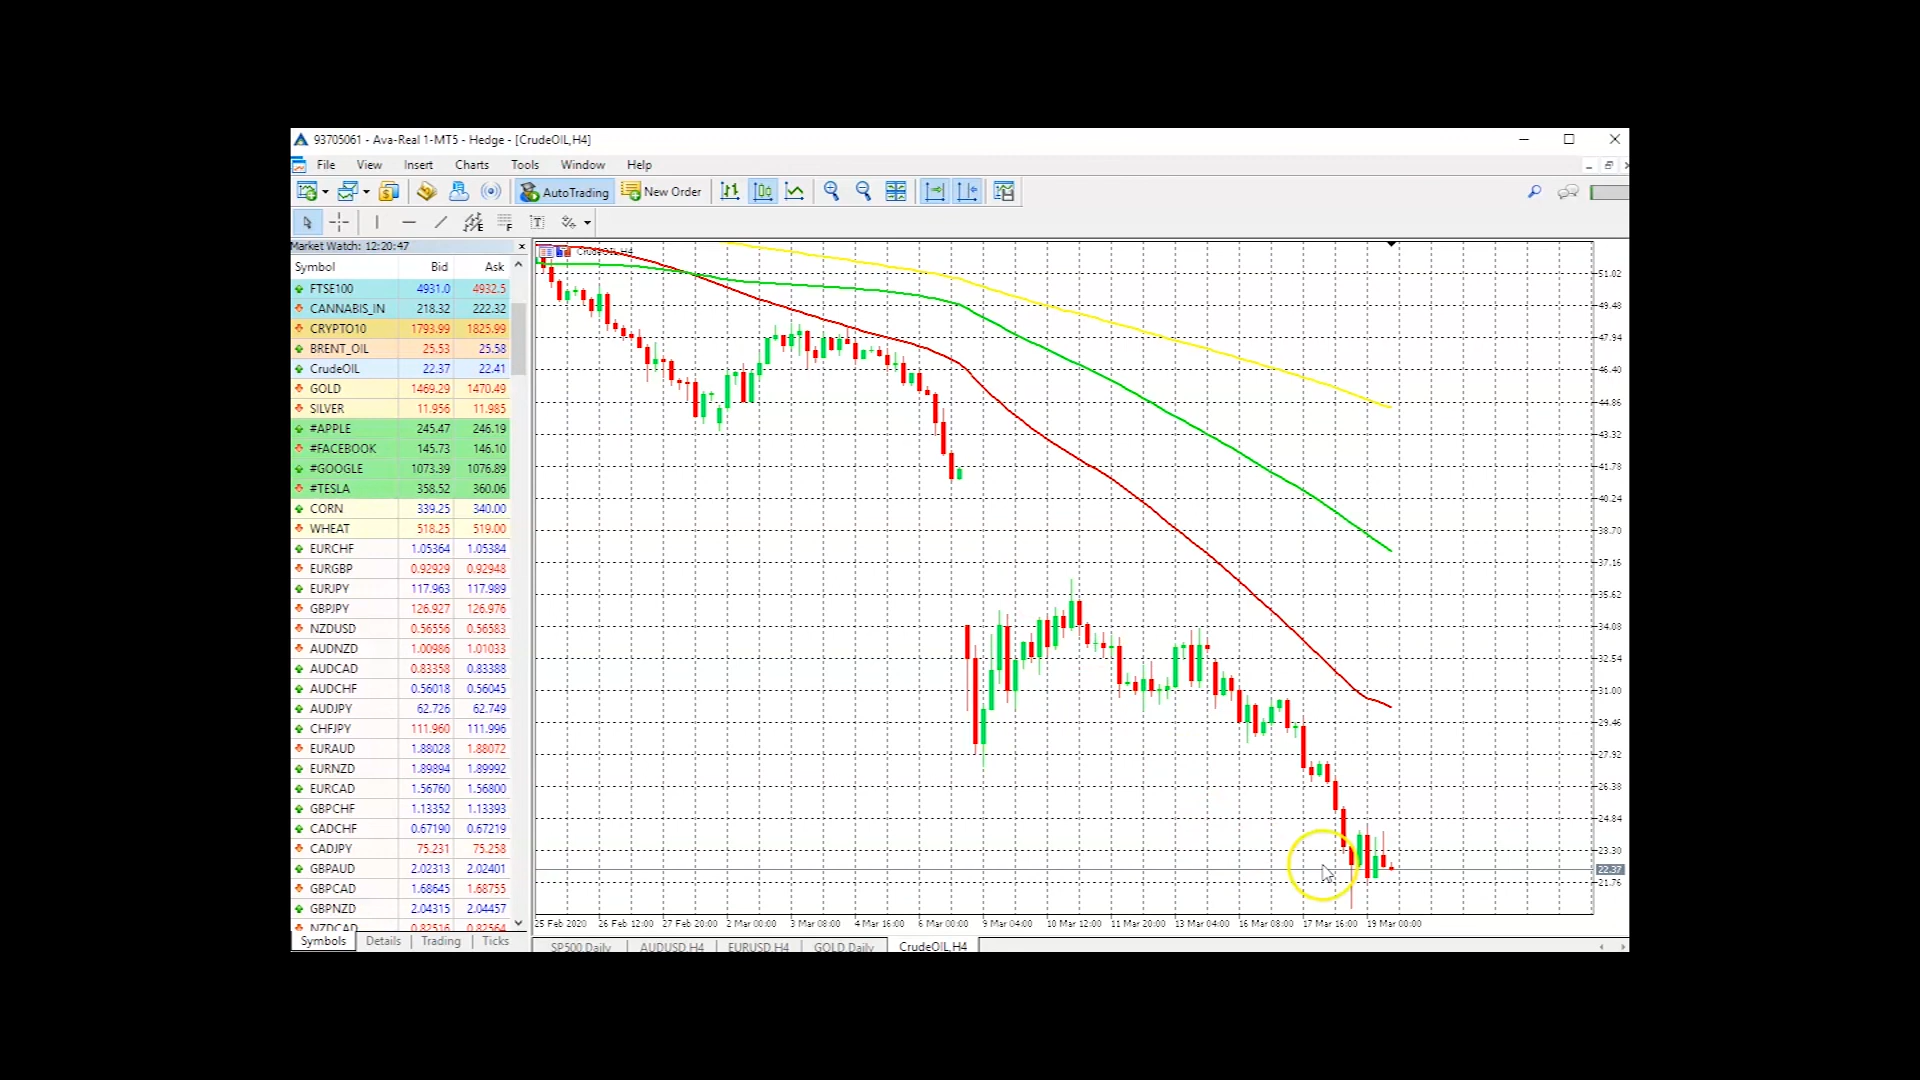 93705061 - Ava-Real 1-MT5 - Hedge - [CrudeOIL,H4]
File View Insert Charts Tools Window Help
AutoTrading New Order
Market Watch: 12:20:47
Symbol Bid Ask
FTSE100 4931.0 4932.5
CANNABIS_IN 218.32 222.32
CRYPTO10 1793.99 1825.99
BRENT_OIL 25.53 25.58
CrudeOIL 22.37 22.41
GOLD 1469.29 1470.49
SILVER 11.956 11.985
#APPLE 245.47 246.19
#FACEBOOK 145.73 146.10
#GOOGLE 1073.39 1076.89
#TESLA 358.52 360.06
CORN 339.25 340.00
WHEAT 518.25 519.00
EURCHF 1.05364 1.05384
EURGBP 0.92929 0.92948
EURJPY 117.963 117.989
GBPJPY 126.927 126.976
NZDUSD 0.56556 0.56583
AUDNZD 1.00986 1.01033
AUDCAD 0.83358 0.83388
AUDCHF 0.56018 0.56045
AUDJPY 62.726 62.749
CHFJPY 111.960 111.996
EURAUD 1.88028 1.88072
EURNZD 1.89894 1.89992
EURCAD 1.56760 1.56800
GBPCHF 1.13352 1.13393
CADCHF 0.67190 0.67219
CADJPY 75.231 75.258
GBPAUD 2.02313 2.02401
GBPCAD 1.68645 1.68755
GBPNZD 2.04315 2.04457
NZDCAD 0.82516 0.82564
Symbols Details Trading Ticks
CrudeOIL,H4
51.02
49.48
47.94
46.40
44.86
43.32
41.78
40.24
38.70
37.16
35.62
34.08
32.54
31.00
29.46
27.92
26.38
24.84
23.30
22.37
21.76
25 Feb 2020 26 Feb 12:00 27 Feb 20:00 2 Mar 00:00 3 Mar 08:00 4 Mar 16:00 6 Mar 00:00 9 Mar 04:00 10 Mar 12:00 11 Mar 20:00 13 Mar 04:00 16 Mar 08:00 17 Mar 16:00 19 Mar 00:00
SP500,Daily AUDUSD,H4 EURUSD,H4 GOLD,Daily CrudeOIL,H4